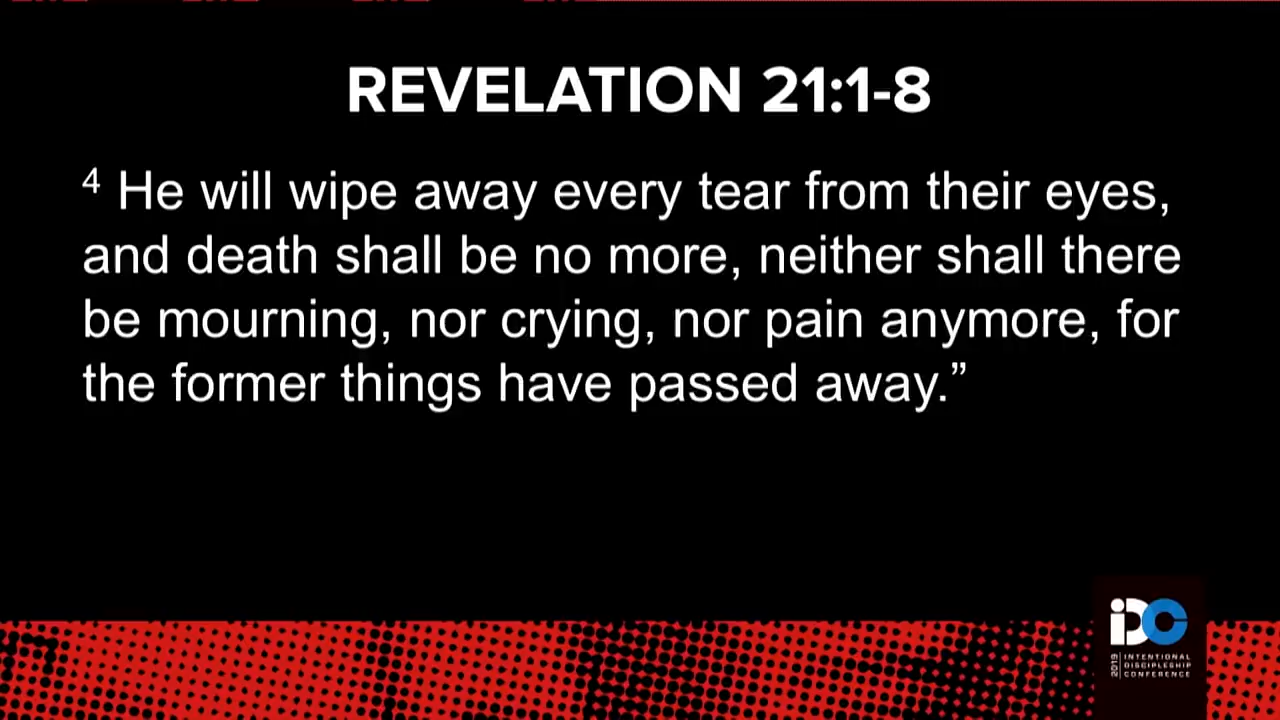 REVELATION 21:1-8
4 He will wipe away every tear from their eyes,
and death shall be no more, neither shall there
be mourning, nor crying, nor pain anymore, for
the former things have passed away.”
iDC
2019
INTENTIONAL
DISCIPLESHIP
CONFERENCE